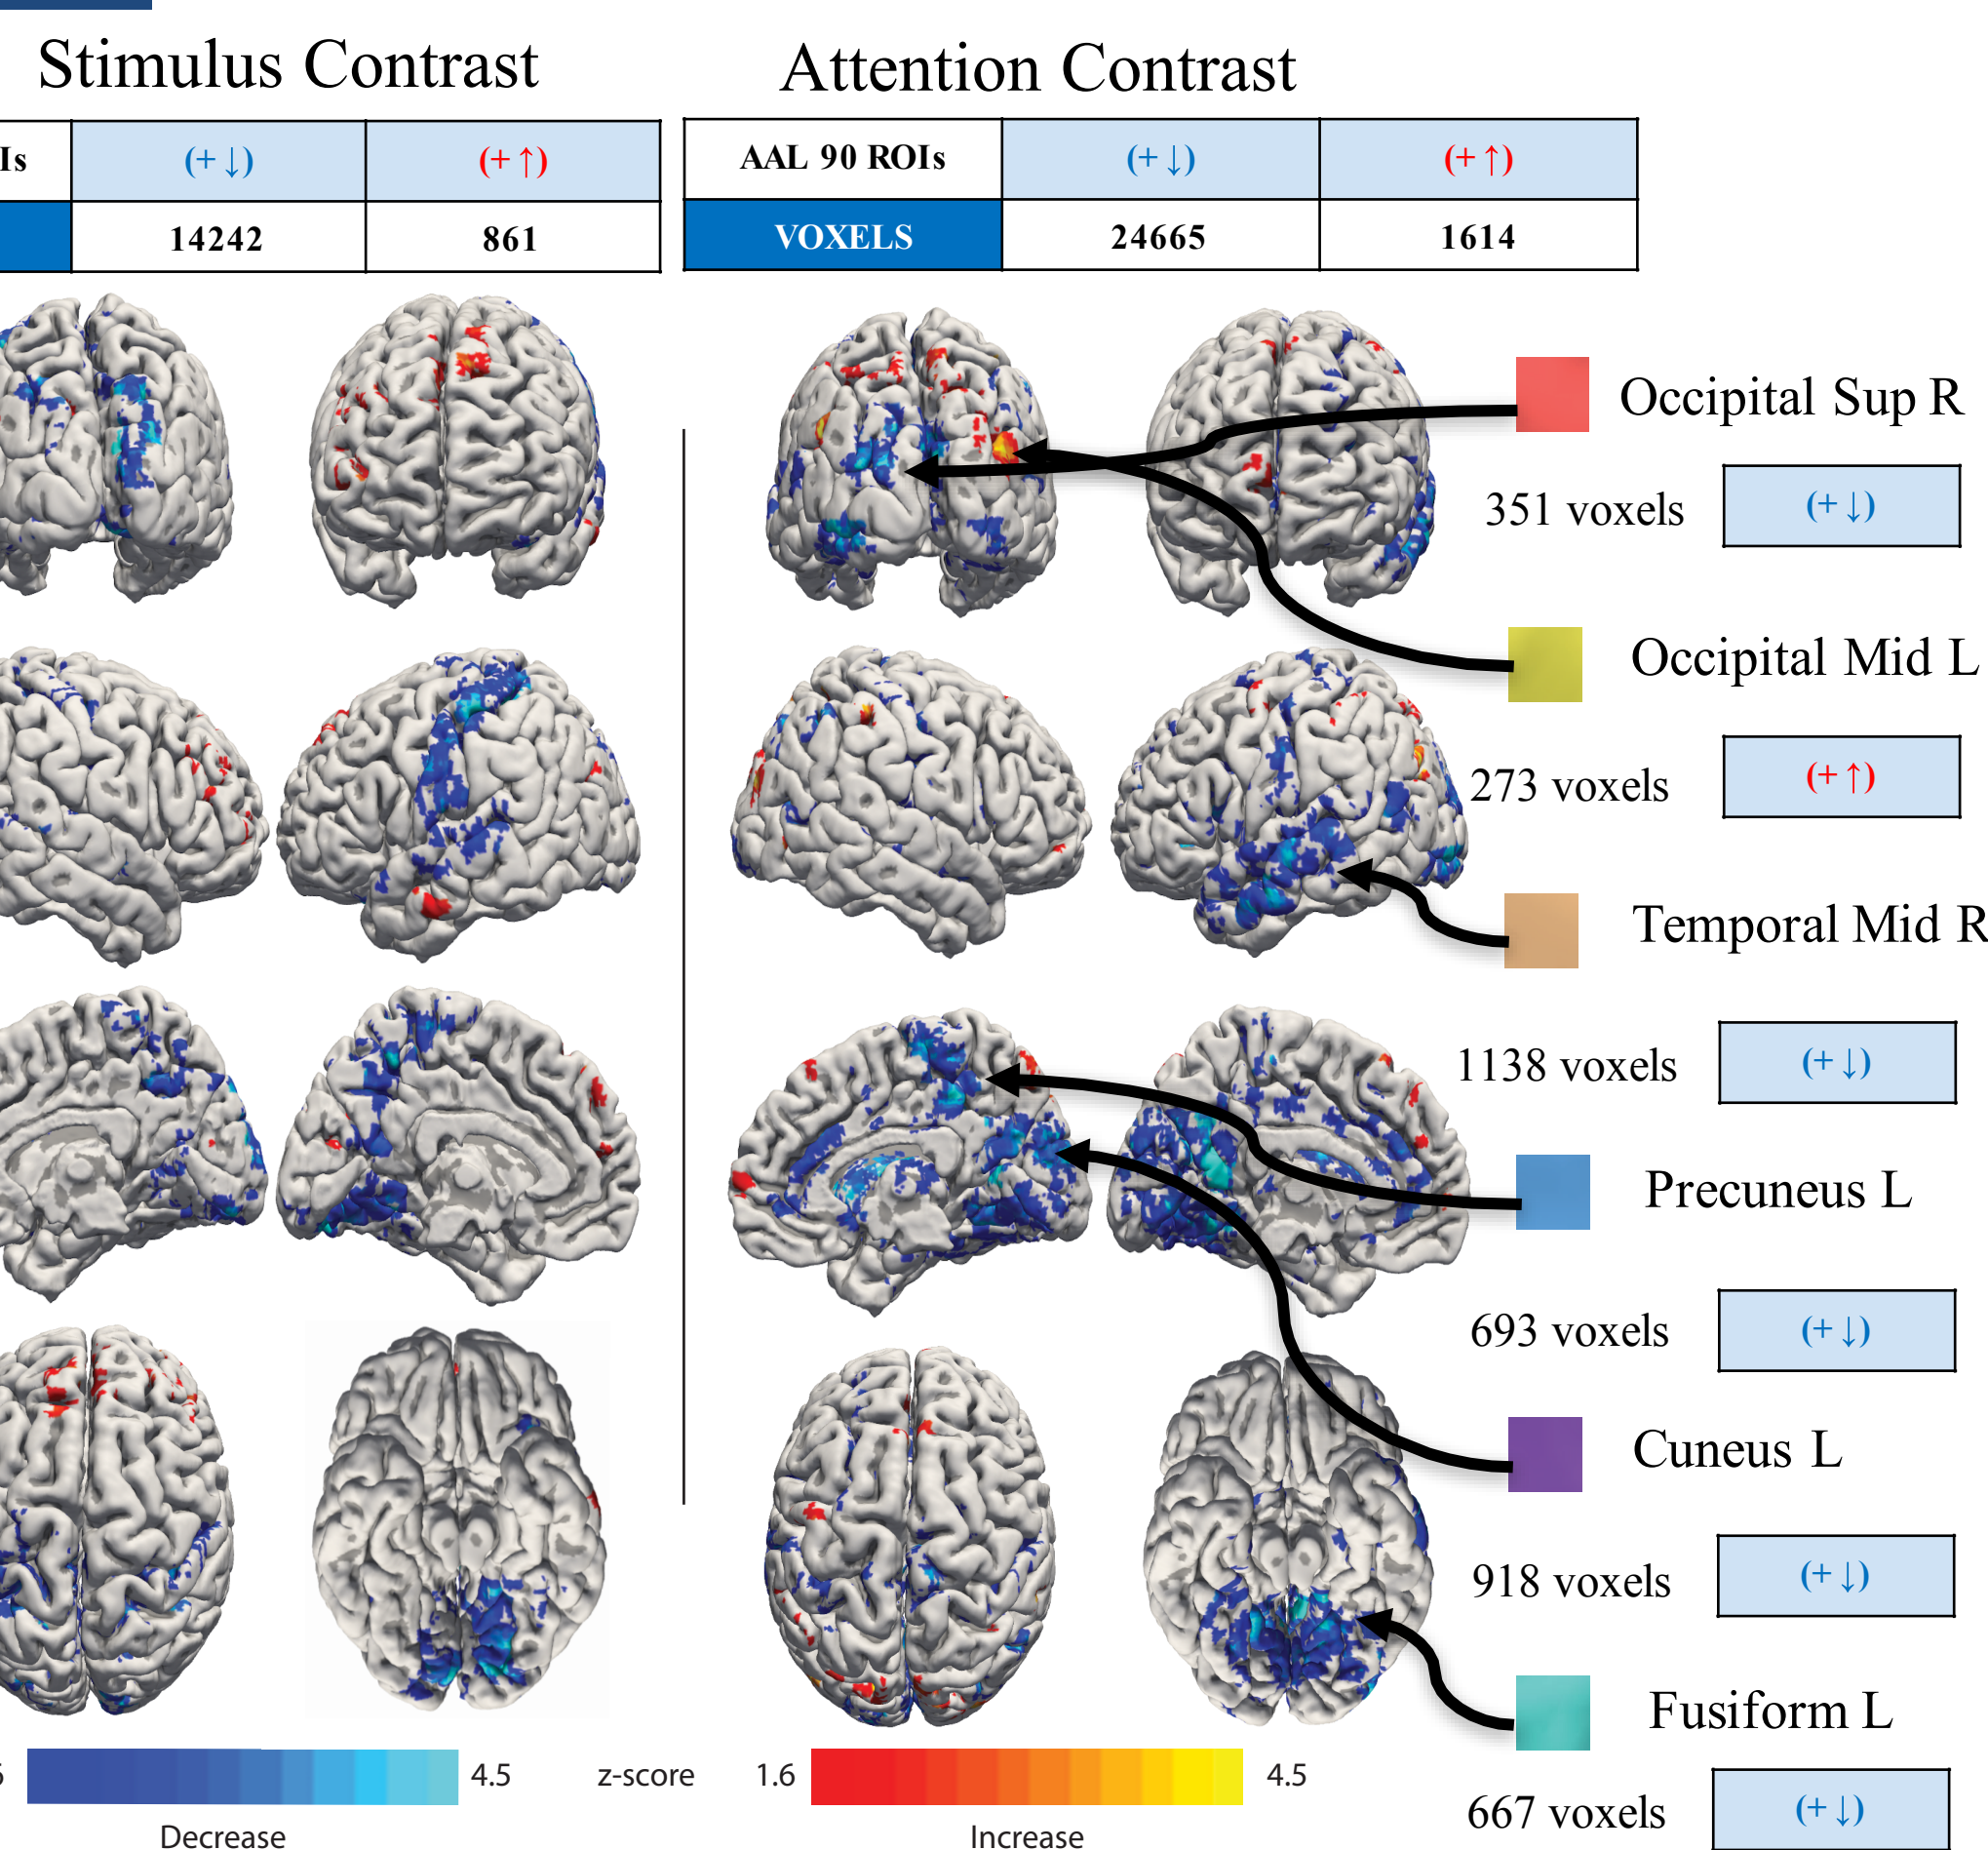 Stimulus Contrast
Attention Contrast
Is (+ ↓) (+ ↑)
14242 861
AAL 90 ROIs (+ ↓) (+ ↑)
VOXELS 24665 1614
Occipital Sup R
351 voxels (+ ↓)
Occipital Mid L
273 voxels (+ ↑)
Temporal Mid R
1138 voxels (+ ↓)
Precuneus L
693 voxels (+ ↓)
Cuneus L
918 voxels (+ ↓)
Fusiform L
667 voxels (+ ↓)
4.5 z-score 1.6 4.5
Decrease Increase